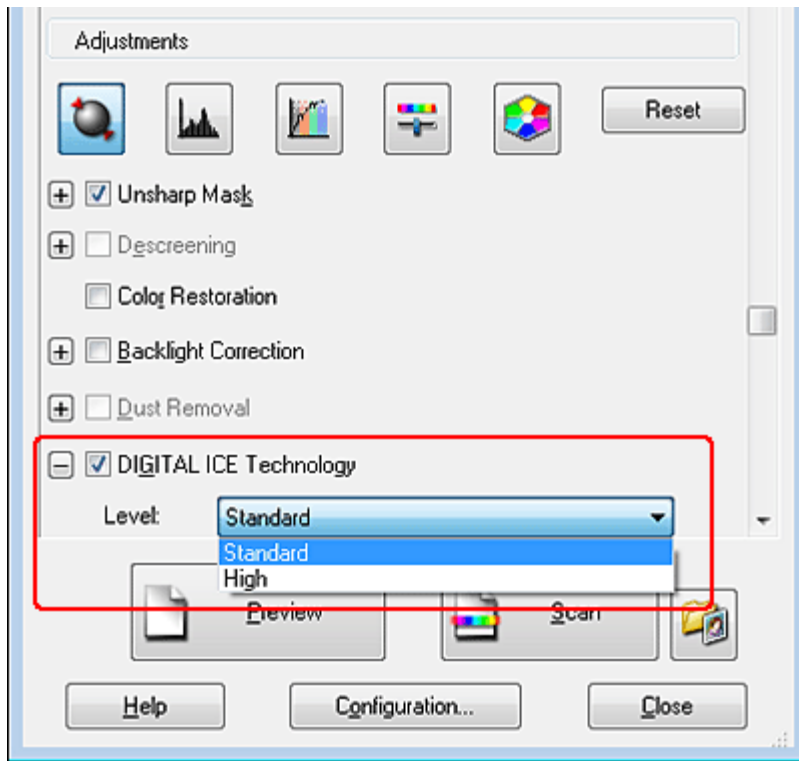 Adjustments
Reset
Unsharp Mask
Descreening
Color Restoration
Backlight Correction
Dust Removal
DIGITAL ICE Technology
Level: Standard
Standard
High
Preview Scan
Help Configuration... Close